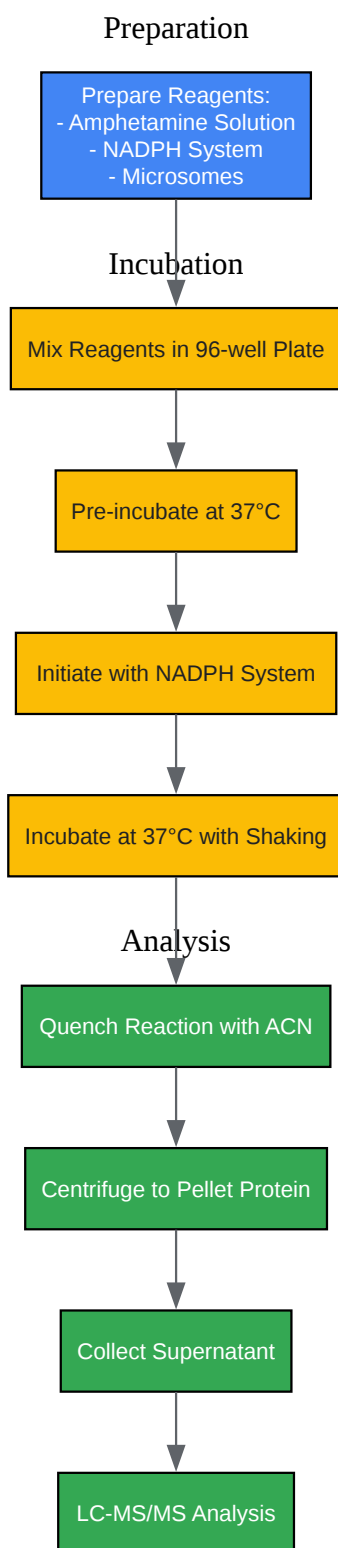 Preparation
Prepare Reagents:
- Amphetamine Solution
- NADPH System
- Microsomes
Incubation
Mix Reagents in 96-well Plate
Pre-incubate at 37°C
Initiate with NADPH System
Incubate at 37°C with Shaking
Analysis
Quench Reaction with ACN
Centrifuge to Pellet Protein
Collect Supernatant
LC-MS/MS Analysis